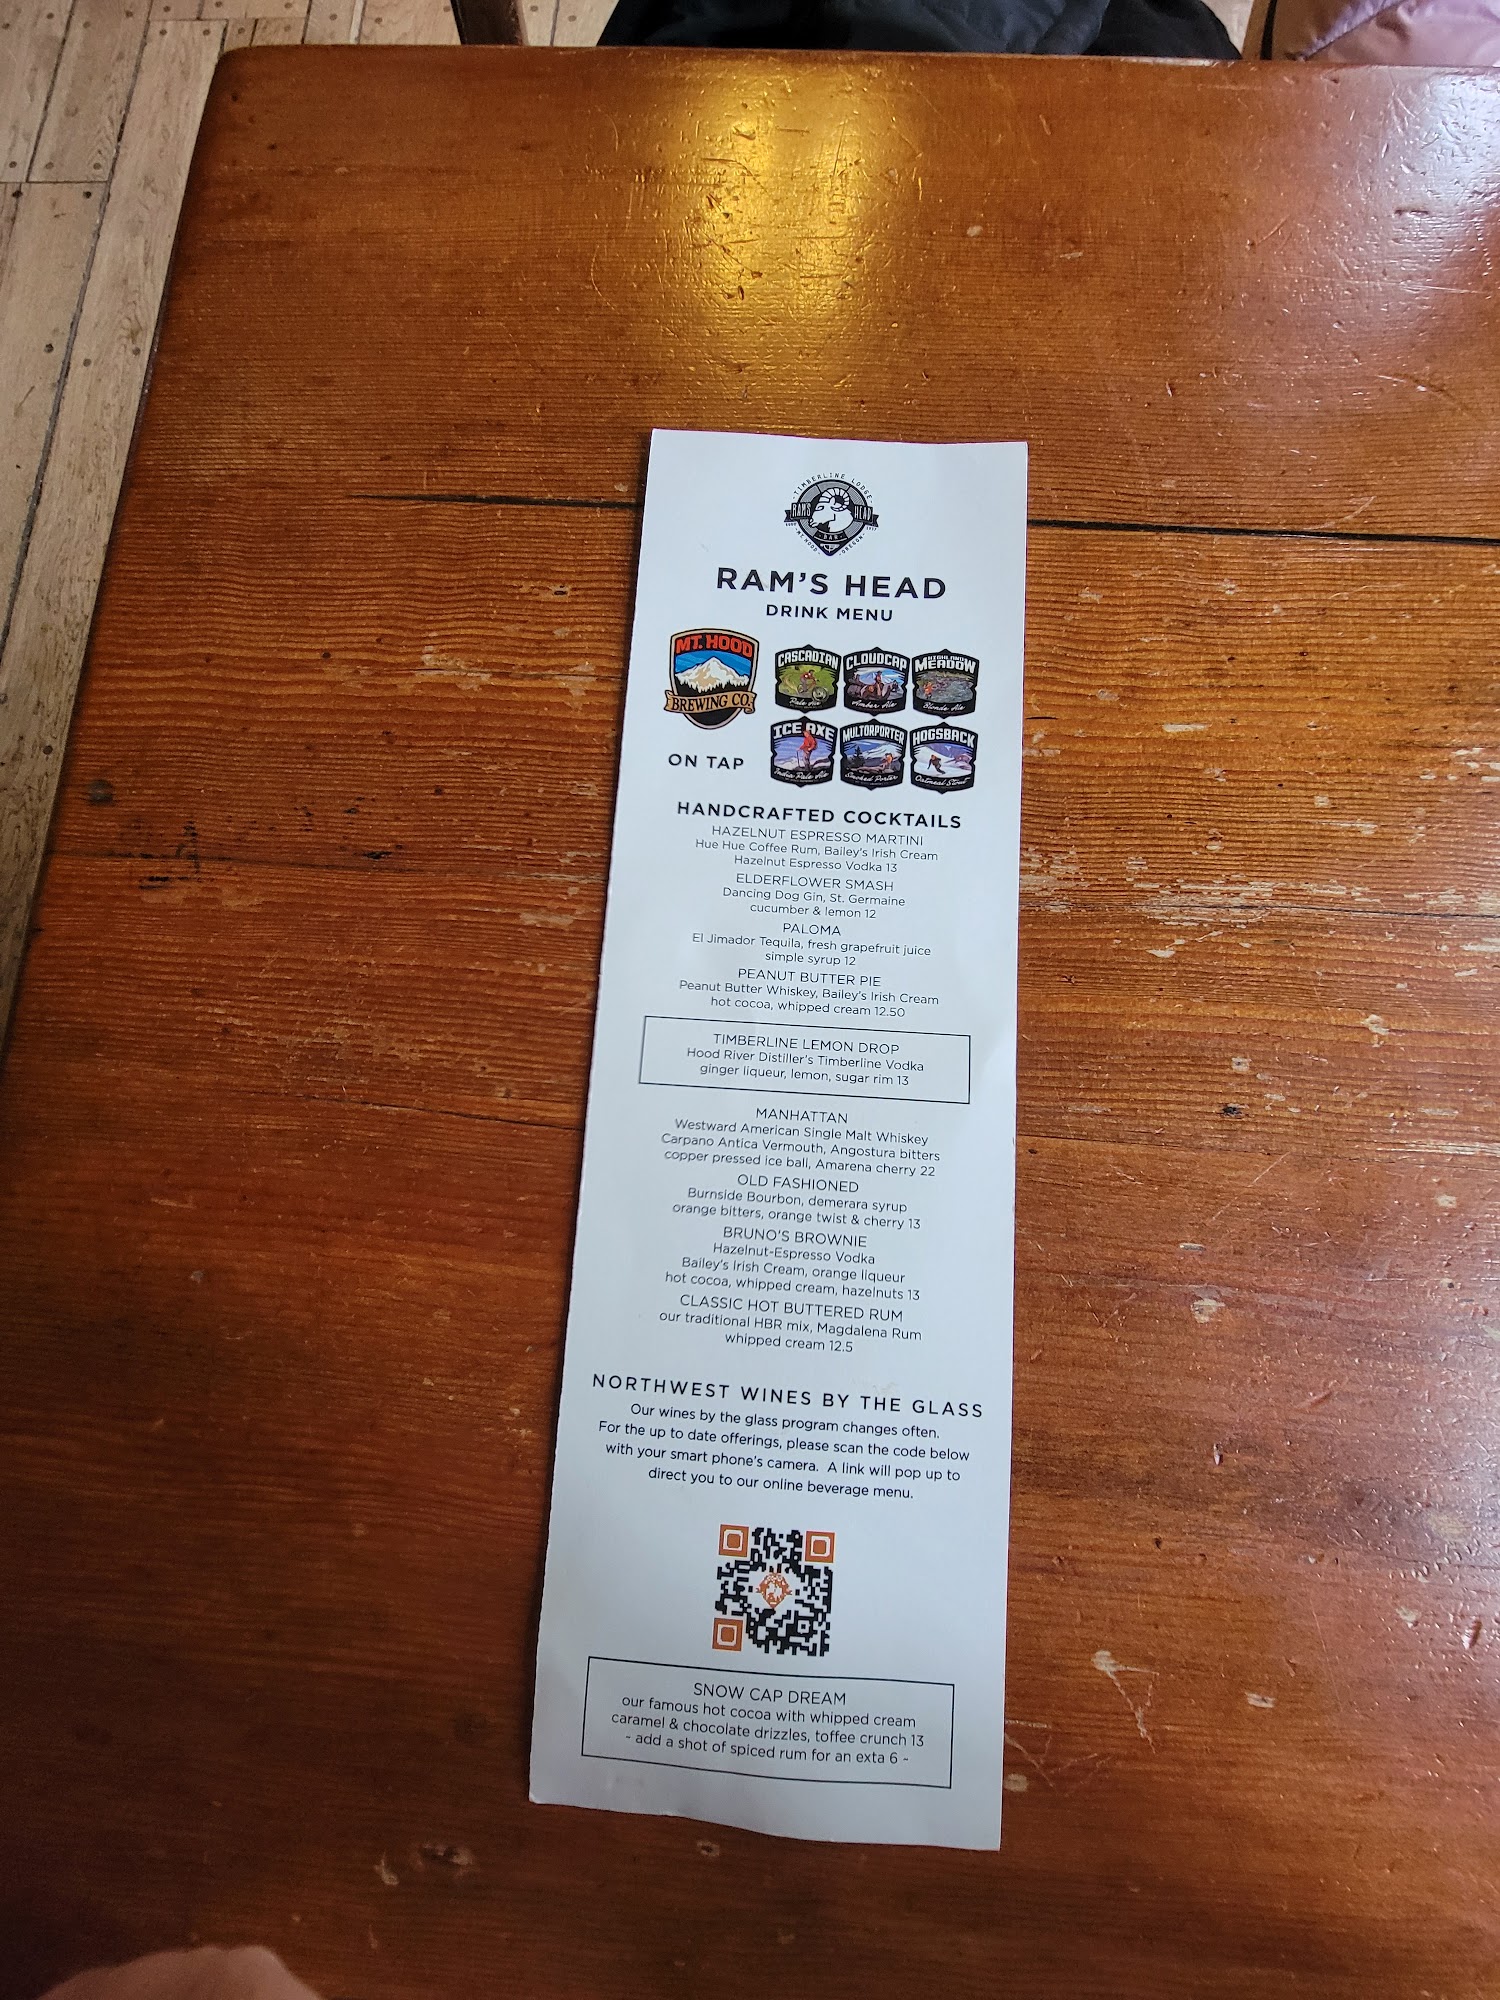 TIMBERLINE LODGE
RAMS HEAD
BAR
MT. HOOD OREGON
RAM'S HEAD
DRINK MENU
MT. HOOD
BREWING CO.
CASCADIAN
Pale Ale
CLOUDCAP
Amber Ale
HIGHLAND
MEADOW
Blonde Ale
ICE AXE
India Pale Ale
MULTORPORTER
Smoked Porter
HOGSBACK
Oatmeal Stout
ON TAP
HANDCRAFTED COCKTAILS
HAZELNUT ESPRESSO MARTINI
Hue Hue Coffee Rum, Bailey's Irish Cream
Hazelnut Espresso Vodka 13
ELDERFLOWER SMASH
Dancing Dog Gin, St. Germaine
cucumber & lemon 12
PALOMA
El Jimador Tequila, fresh grapefruit juice
simple syrup 12
PEANUT BUTTER PIE
Peanut Butter Whiskey, Bailey's Irish Cream
hot cocoa, whipped cream 12.50
TIMBERLINE LEMON DROP
Hood River Distiller's Timberline Vodka
ginger liqueur, lemon, sugar rim 13
MANHATTAN
Westward American Single Malt Whiskey
Carpano Antica Vermouth, Angostura bitters
copper pressed ice ball, Amarena cherry 22
OLD FASHIONED
Burnside Bourbon, demerara syrup
orange bitters, orange twist & cherry 13
BRUNO'S BROWNIE
Hazelnut-Espresso Vodka
Bailey's Irish Cream, orange liqueur
hot cocoa, whipped cream, hazelnuts 13
CLASSIC HOT BUTTERED RUM
our traditional HBR mix, Magdalena Rum
whipped cream 12.5
NORTHWEST WINES BY THE GLASS
Our wines by the glass program changes often.
For the up to date offerings, please scan the code below
with your smart phone's camera. A link will pop up to
direct you to our online beverage menu.
SNOW CAP DREAM
our famous hot cocoa with whipped cream
caramel & chocolate drizzles, toffee crunch 13
~ add a shot of spiced rum for an exta 6 ~